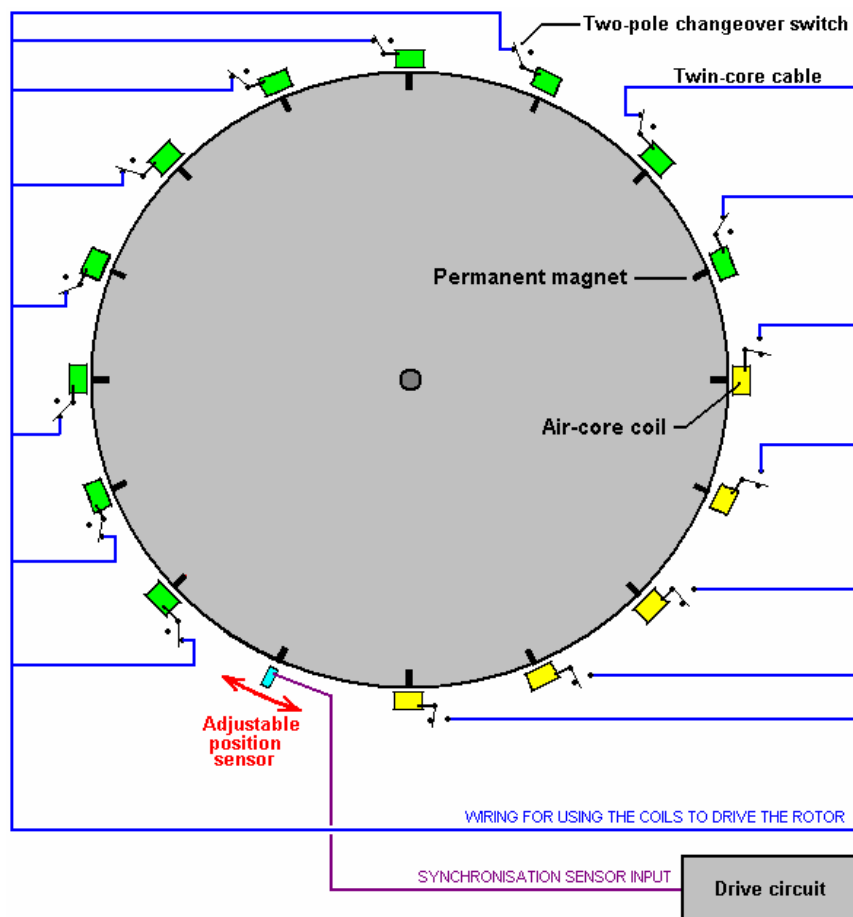 Two-pole changeover switch
Twin-core cable
Permanent magnet
Air-core coil
Adjustable
position
sensor
WIRING FOR USING THE COILS TO DRIVE THE ROTOR
SYNCHRONISATION SENSOR INPUT
Drive circuit